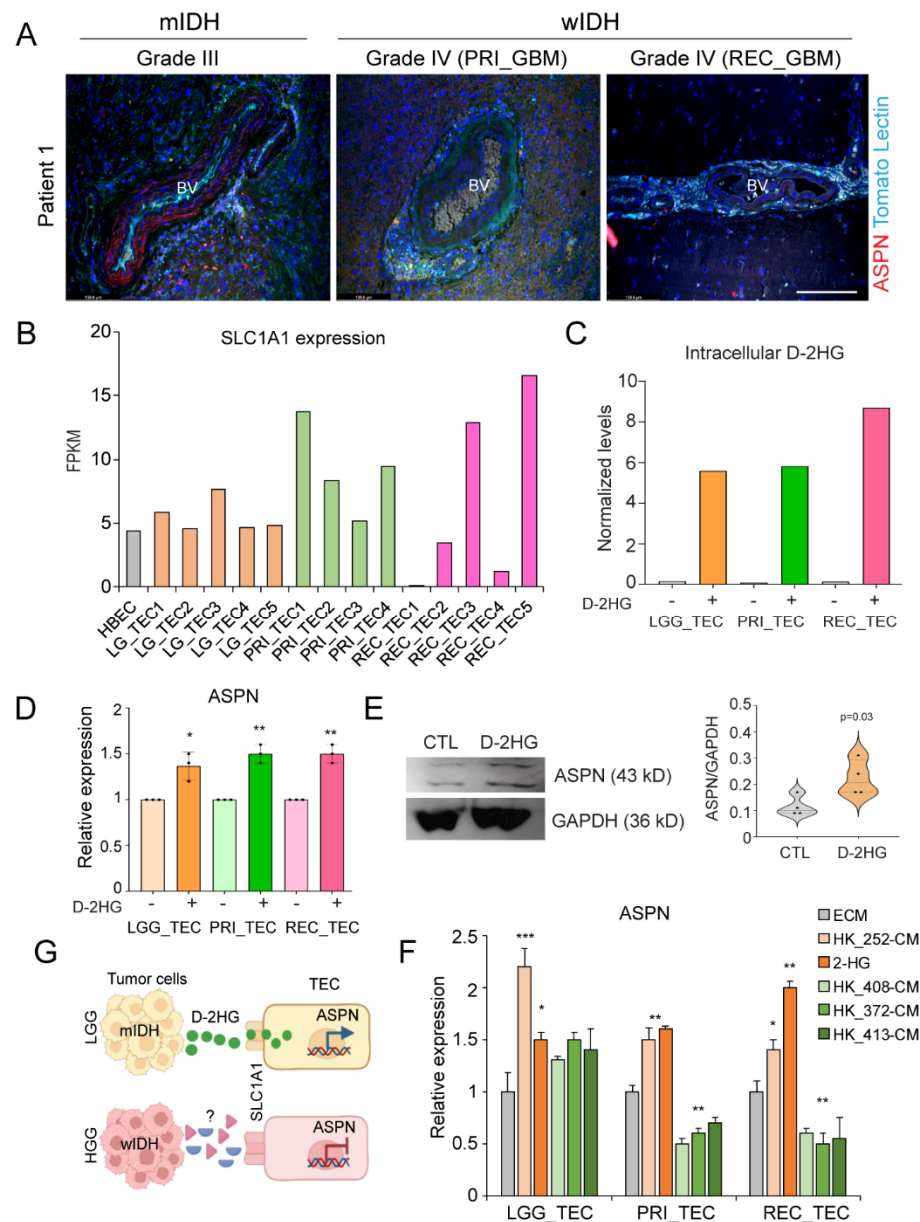 A
mIDH
wIDH
Grade III
Grade IV (PRI_GBM)
Grade IV (REC_GBM)
Patient 1
BV
BV
BV
ASPN Tomato Lectin
B
SLC1A1 expression
FPKM
20
15
10
5
0
HBEC
LG_TEC1
LG_TEC2
LG_TEC3
LG_TEC4
LG_TEC5
PRI_TEC1
PRI_TEC2
PRI_TEC3
PRI_TEC4
REC_TEC1
REC_TEC2
REC_TEC3
REC_TEC4
REC_TEC5
C
Intracellular D-2HG
Normalized levels
10
8
6
4
2
0
D-2HG - + - + - +
LGG_TEC PRI_TEC REC_TEC
D
ASPN
Relative expression
2
1.5
1
0.5
0
* ** **
D-2HG - + - + - +
LGG_TEC PRI_TEC REC_TEC
E
CTL D-2HG
ASPN (43 kD)
GAPDH (36 kD)
ASPN/GAPDH
0.5
0.4
0.3
0.2
0.1
0.1
p=0.03
CTL D-2HG
G
Tumor cells
TEC
LGG
mIDH
D-2HG
ASPN
SLC1A1
HGG
wIDH
?
ASPN
F
ASPN
Relative expression
2.5
2
1.5
1
0.5
0
*** *
** **
* ** **
LGG_TEC PRI_TEC REC_TEC
ECM
HK_252-CM
2-HG
HK_408-CM
HK_372-CM
HK_413-CM